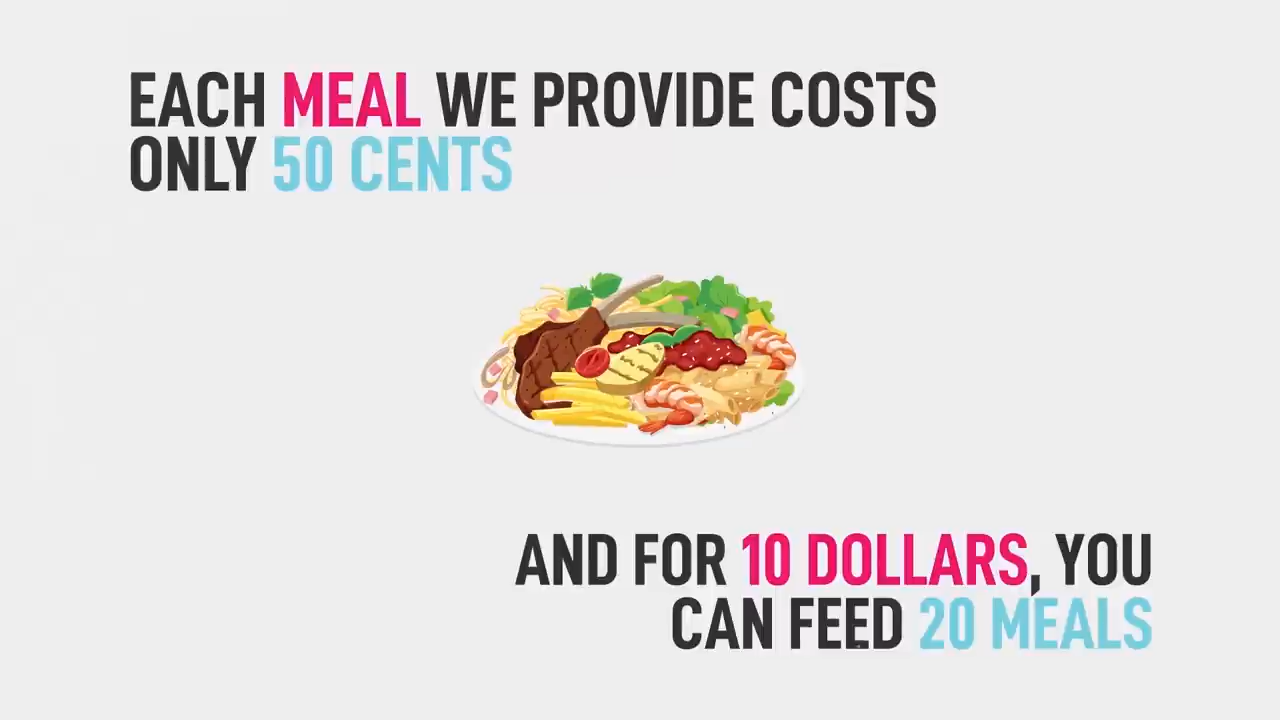 EACH MEAL WE PROVIDE COSTS
ONLY 50 CENTS
AND FOR 10 DOLLARS, YOU
CAN FEED 20 MEALS